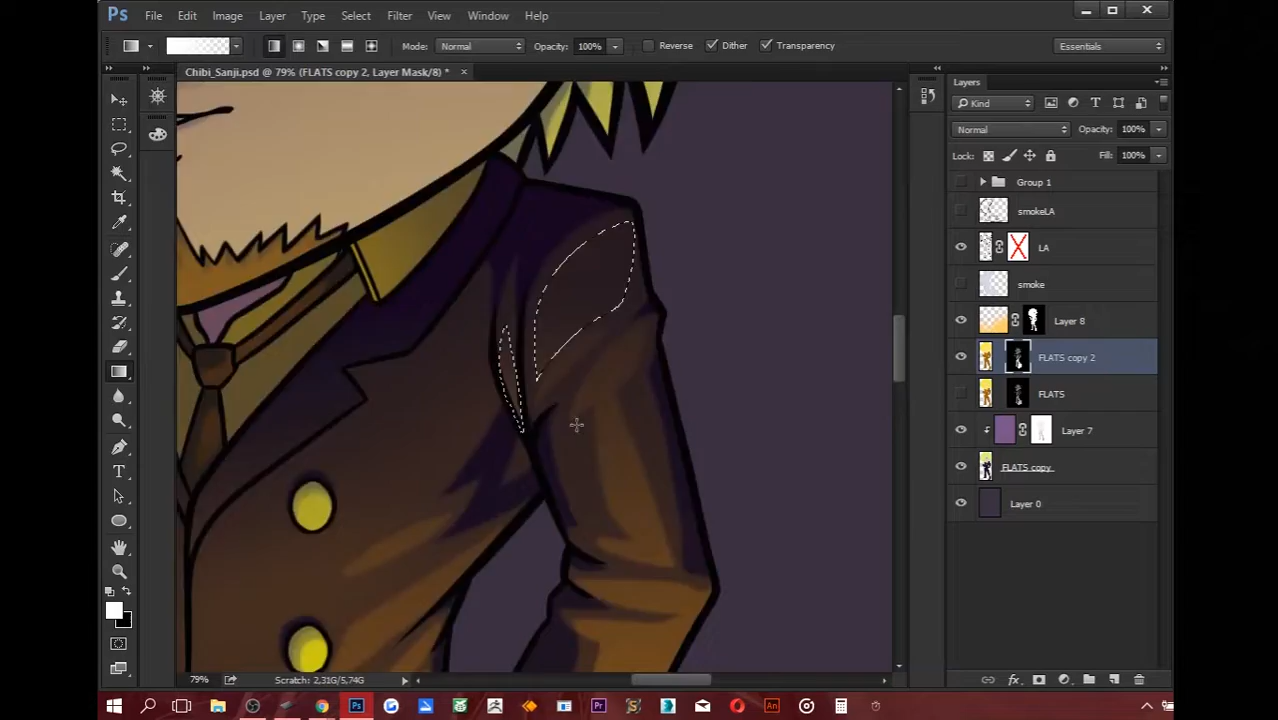 Ps File Edit Image Layer Type Select Filter View Window Help
Mode: Normal Opacity: 100% Reverse Dither Transparency Essentials
Chibi_Sanji.psd @ 79% (FLATS copy 2, Layer Mask/8) *
Layers
Kind
Normal Opacity: 100%
Lock: Fill: 100%
Group 1
smokeLA
LA
smoke
Layer 8
FLATS copy 2
FLATS
Layer 7
FLATS copy
Layer 0
79% Scratch: 2,31G/5,74G
Ps Pr An